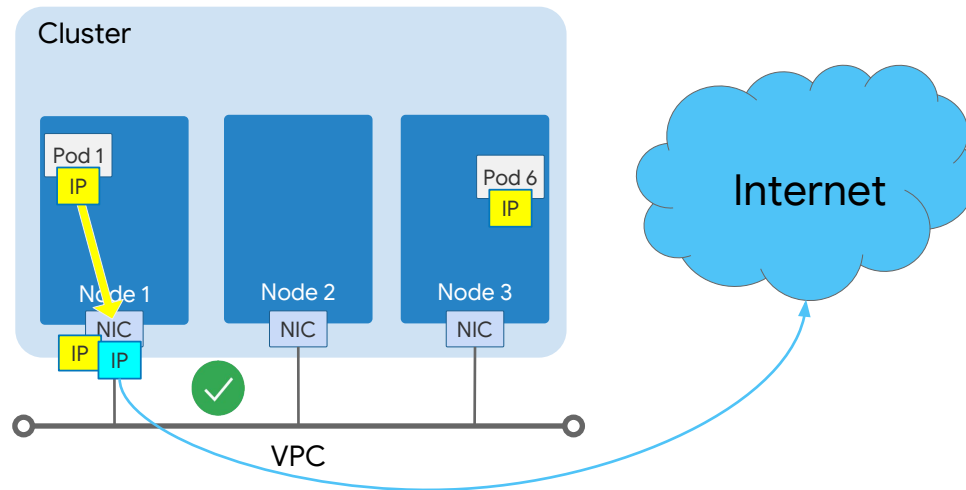 Cluster
Pod 1
IP
Pod 6
IP
Internet
Node 1
Node 2
Node 3
NIC
NIC
NIC
IP
IP
VPC